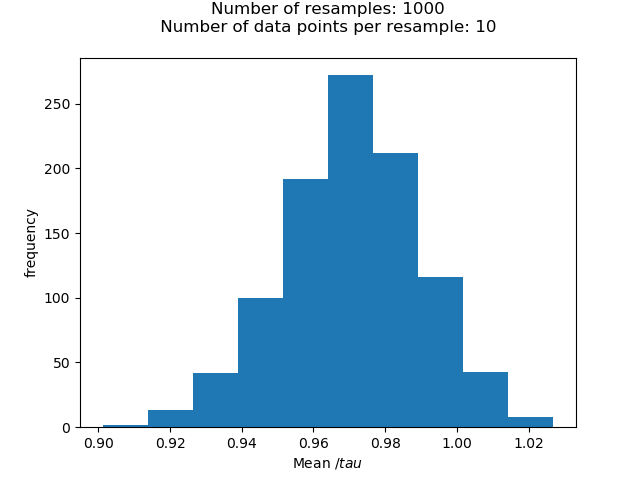 Number of resamples: 1000
Number of data points per resample: 10
250
200
150
100
50
0
frequency
0.90 0.92 0.94 0.96 0.98 1.00 1.02
Mean /tau